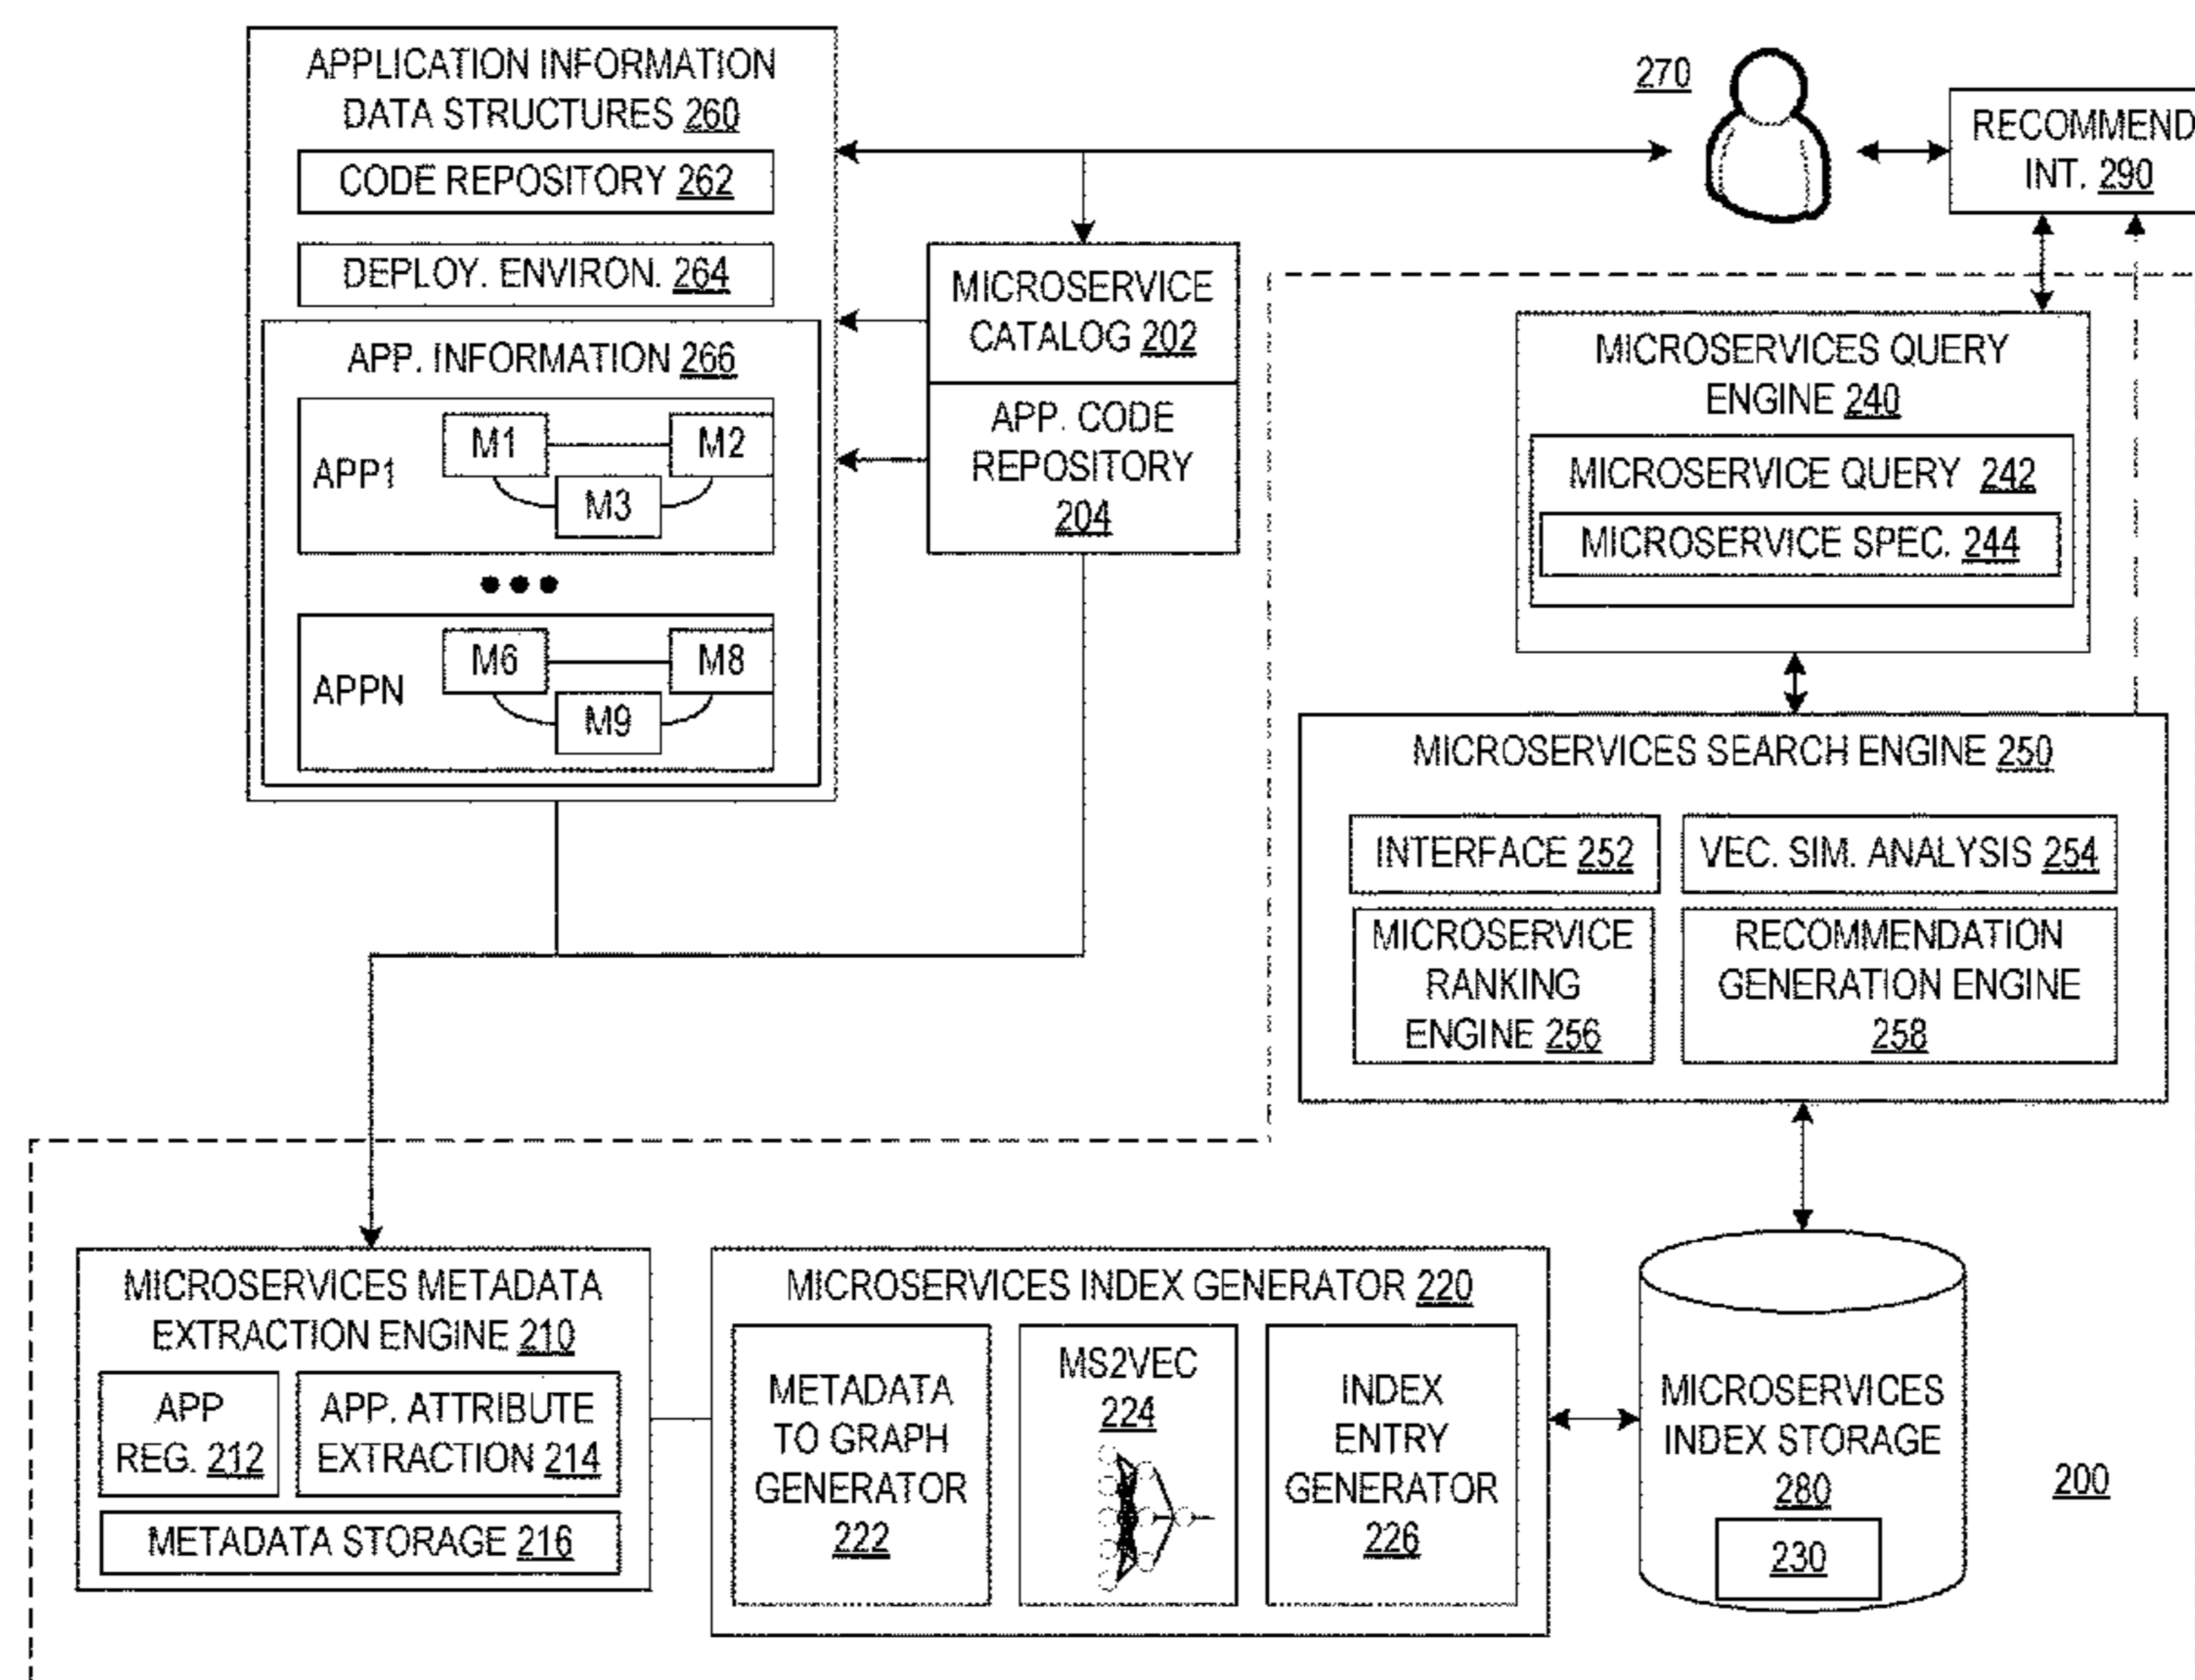 APPLICATION INFORMATION
DATA STRUCTURES 260
CODE REPOSITORY 262
DEPLOY. ENVIRON. 264
APP. INFORMATION 266
APP1
M1
M2
M3
APPN
M6
M8
M9
MICROSERVICE
CATALOG 202
APP. CODE
REPOSITORY
204
270
RECOMMEND
INT. 290
MICROSERVICES QUERY
ENGINE 240
MICROSERVICE QUERY 242
MICROSERVICE SPEC. 244
MICROSERVICES SEARCH ENGINE 250
INTERFACE 252
VEC. SIM. ANALYSIS 254
MICROSERVICE
RANKING
ENGINE 256
RECOMMENDATION
GENERATION ENGINE
258
MICROSERVICES METADATA
EXTRACTION ENGINE 210
APP
REG. 212
APP. ATTRIBUTE
EXTRACTION 214
METADATA STORAGE 216
MICROSERVICES INDEX GENERATOR 220
METADATA
TO GRAPH
GENERATOR
222
MS2VEC
224
INDEX
ENTRY
GENERATOR
226
MICROSERVICES
INDEX STORAGE
280
230
200